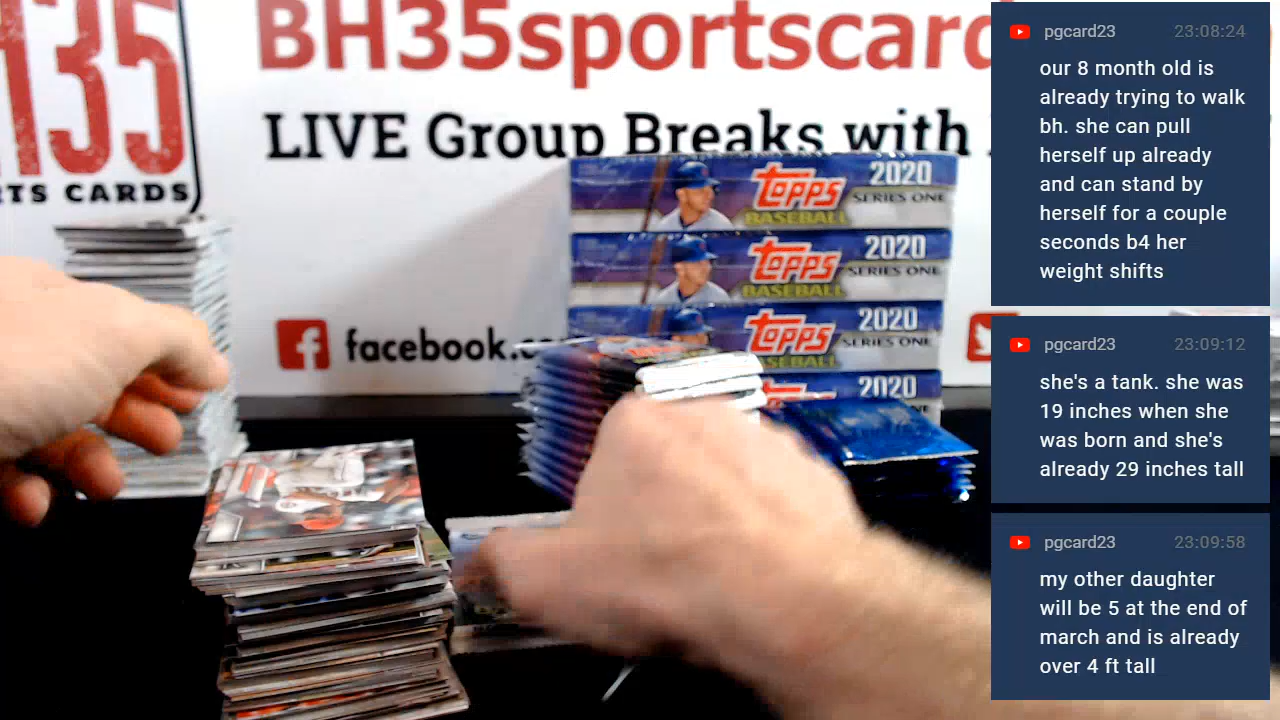 H35
TS CARDS
BH35sportscard
LIVE Group Breaks with
facebook.c
Topps
BASEBALL
2020
SERIES ONE
Topps
BASEBALL
2020
SERIES ONE
Topps
BASEBALL
2020
SERIES ONE
2020
pgcard23 23:08:24
our 8 month old is
already trying to walk
bh. she can pull
herself up already
and can stand by
herself for a couple
seconds b4 her
weight shifts
pgcard23 23:09:12
she's a tank. she was
19 inches when she
was born and she's
already 29 inches tall
pgcard23 23:09:58
my other daughter
will be 5 at the end of
march and is already
over 4 ft tall